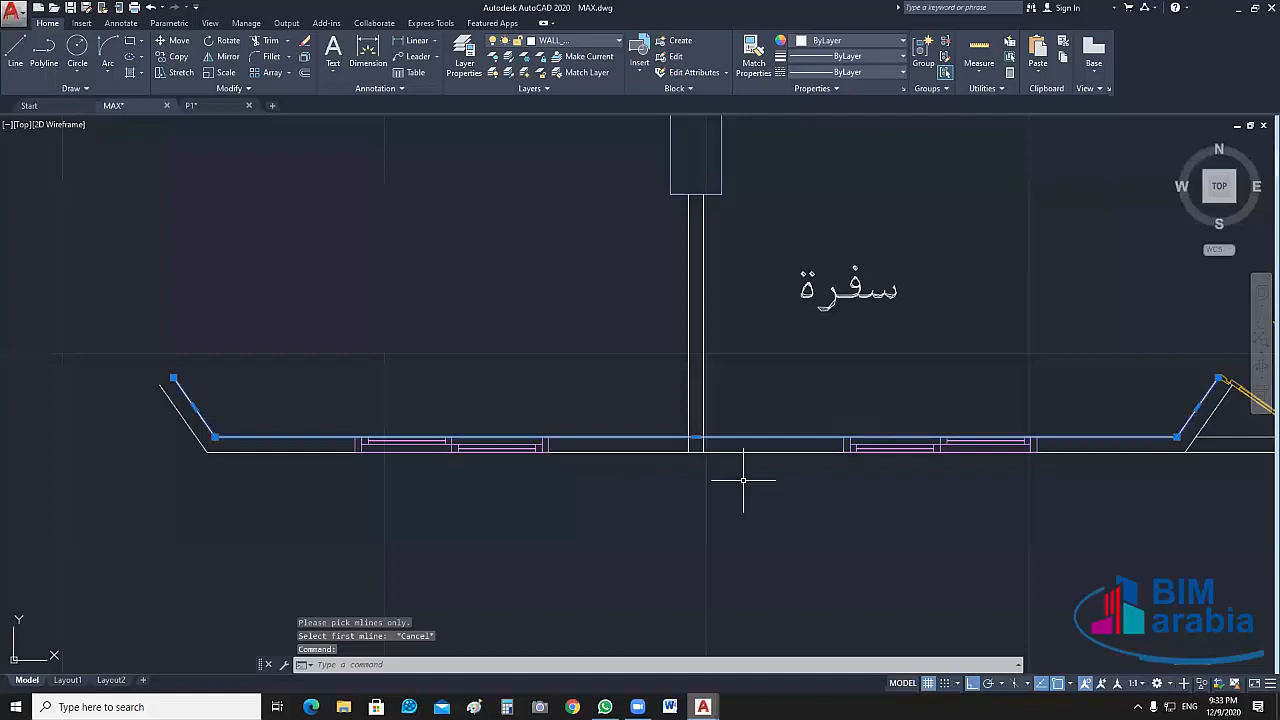 Autodesk AutoCAD 2020 MAX.dwg
Type a keyword or phrase
Sign In
Home Insert Annotate Parametric View Manage Output Add-ins Collaborate Express Tools Featured Apps
Line Polyline Circle Arc
Move Rotate Trim
Copy Mirror Fillet
Stretch Scale Array
Text Dimension
Linear
Leader
Table
Layer Properties
WALL_...
Make Current
Match Layer
Insert
Create
Edit
Edit Attributes
Match Properties
ByLayer
ByLayer
ByLayer
Group
Measure
Paste
Base
Draw Modify Annotation Layers Block Properties Groups Utilities Clipboard View
Start MAX* P1*
[−][Top][2D Wireframe]
N
W TOP E
S
WCS
سفرة
BIM
arabia
Y
X
Please pick mlines only.
Select first mline: *Cancel*
Command:
Type a command
Model Layout1 Layout2
MODEL
1:1
Type here to search
ENG
9:33 PM
12/9/2020